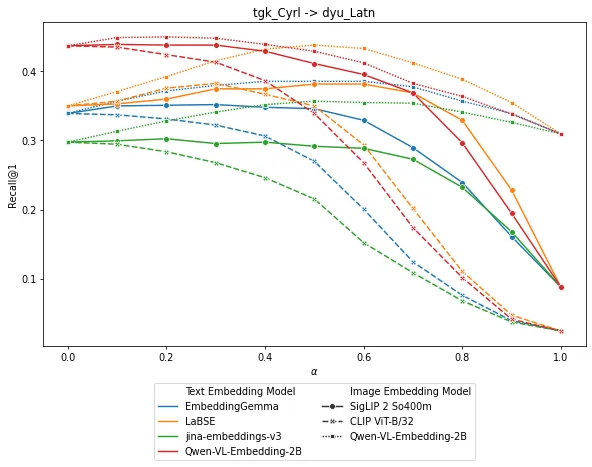 tgk_Cyrl -> dyu_Latn
Recall@1
0.4
0.3
0.2
0.1
0.0 0.2 0.4 0.6 0.8 1.0
α
Text Embedding Model Image Embedding Model
EmbeddingGemma SigLIP 2 So400m
LaBSE CLIP ViT-B/32
jina-embeddings-v3 Qwen-VL-Embedding-2B
Qwen-VL-Embedding-2B